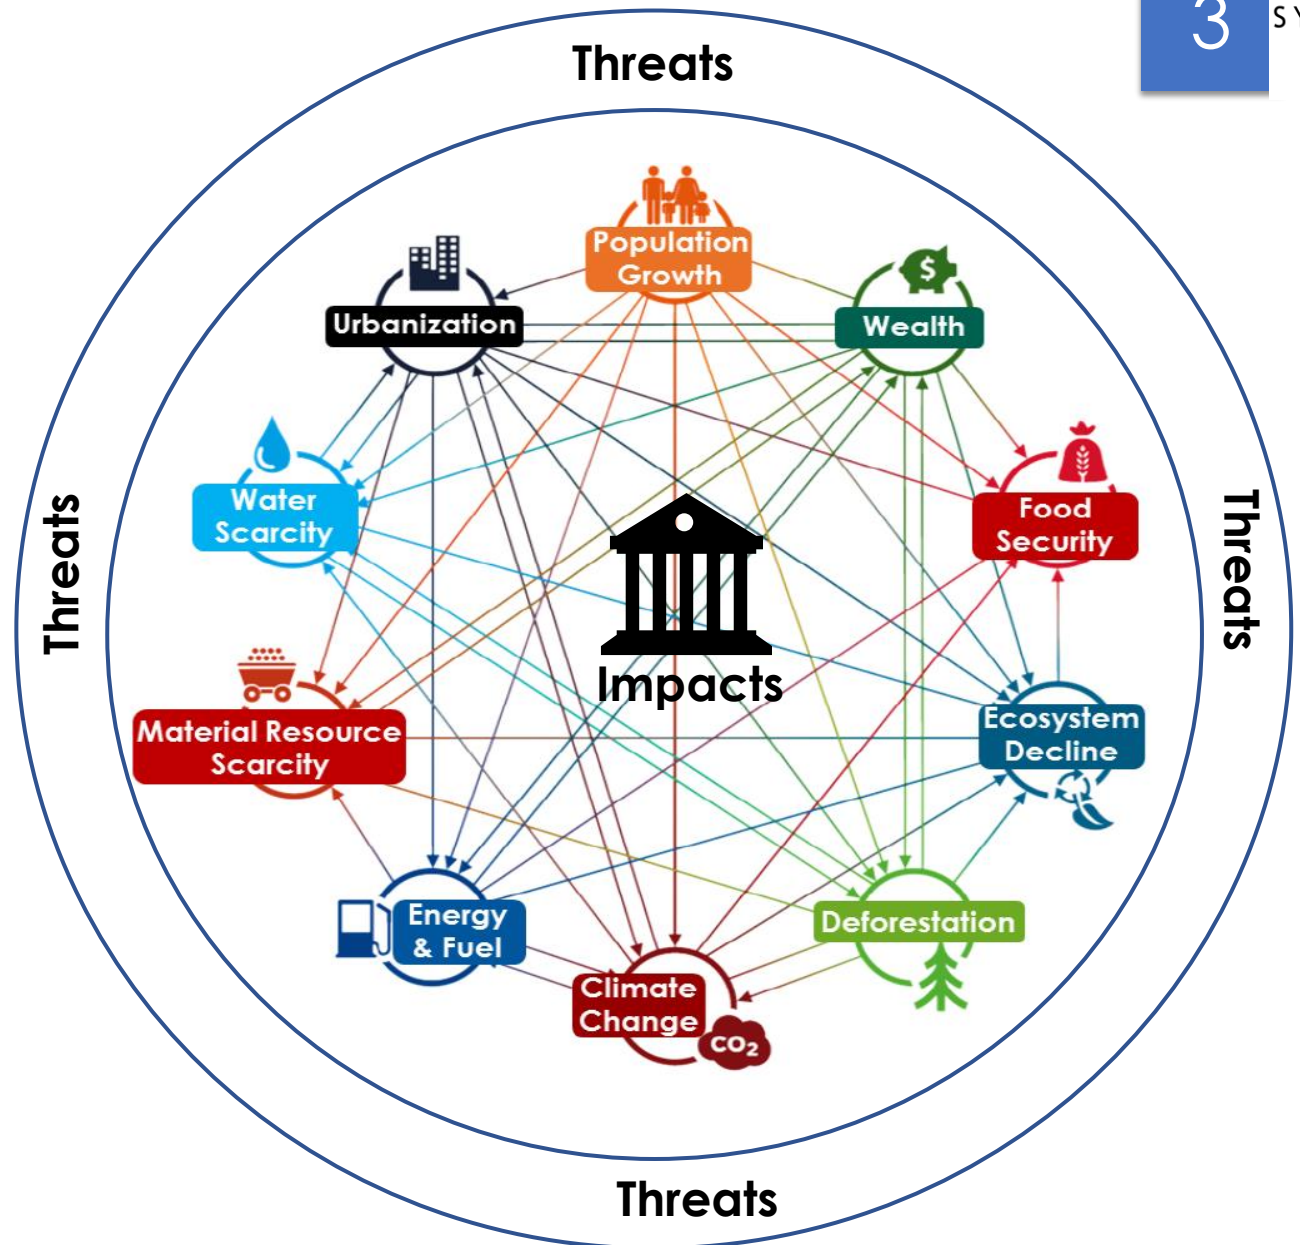 3
S Y
Threats
Population
Growth
Urbanization
$
Wealth
Water
Scarcity
Food
Security
Threats
Threats
Impacts
Material Resource
Scarcity
Ecosystem
Decline
Energy
& Fuel
Deforestation
Climate
Change
CO₂
Threats